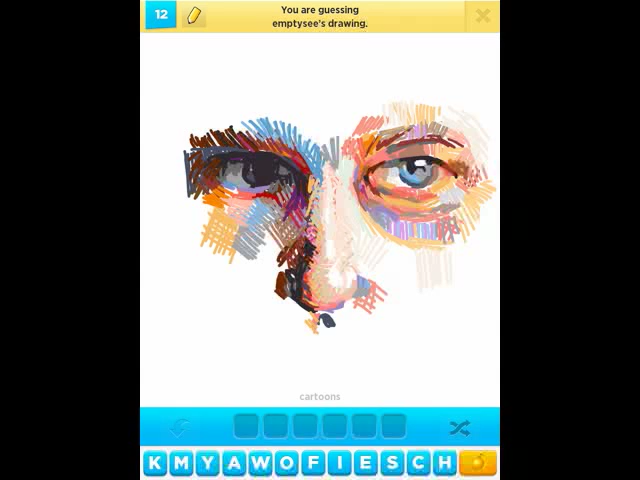 12
You are guessing
emptysee's drawing.
cartoons
K M Y A W O F I E S C H